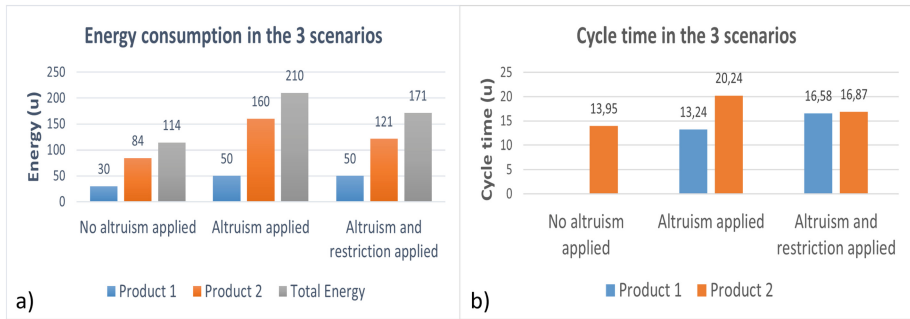 Energy consumption in the 3 scenarios
Energy (u)
250
200
150
100
50
0
30
84
114
50
160
210
50
121
171
No altruism applied
Altruism applied
Altruism and
restriction applied
Product 1
Product 2
Total Energy
a)
Cycle time in the 3 scenarios
Cycle time (u)
25
20
15
10
5
0
13,95
13,24
20,24
16,58
16,87
No altruism
applied
Altruism applied
Altruism and
restriction applied
Product 1
Product 2
b)